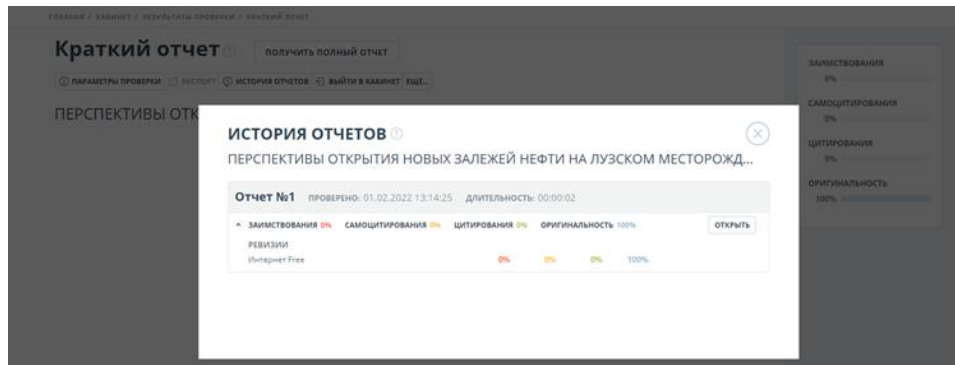 ГЛАВНАЯ / КАБИНЕТ / РЕЗУЛЬТАТЫ ПРОВЕРКИ / КРАТКИЙ ОТЧЕТ
Краткий отчет
ПОЛУЧИТЬ ПОЛНЫЙ ОТЧЕТ
ПАРАМЕТРЫ ПРОВЕРКИ ЭКСПОРТ ИСТОРИЯ ОТЧЕТОВ ВЫЙТИ В КАБИНЕТ ЕЩЕ...
ПЕРСПЕКТИВЫ ОТК
ЗАИМСТВОВАНИЯ
0%
САМОЦИТИРОВАНИЯ
0%
ЦИТИРОВАНИЯ
0%
ОРИГИНАЛЬНОСТЬ
100%
ИСТОРИЯ ОТЧЕТОВ
ПЕРСПЕКТИВЫ ОТКРЫТИЯ НОВЫХ ЗАЛЕЖЕЙ НЕФТИ НА ЛУЗСКОМ МЕСТОРОЖД...
Отчет №1 ПРОВЕРЕНО: 01.02.2022 13:14:25 ДЛИТЕЛЬНОСТЬ: 00:00:02
ЗАИМСТВОВАНИЯ 0% САМОЦИТИРОВАНИЯ 0% ЦИТИРОВАНИЯ 0% ОРИГИНАЛЬНОСТЬ 100% ОТКРЫТЬ
РЕВИЗИИ
Интернет Free 0% 0% 0% 100%